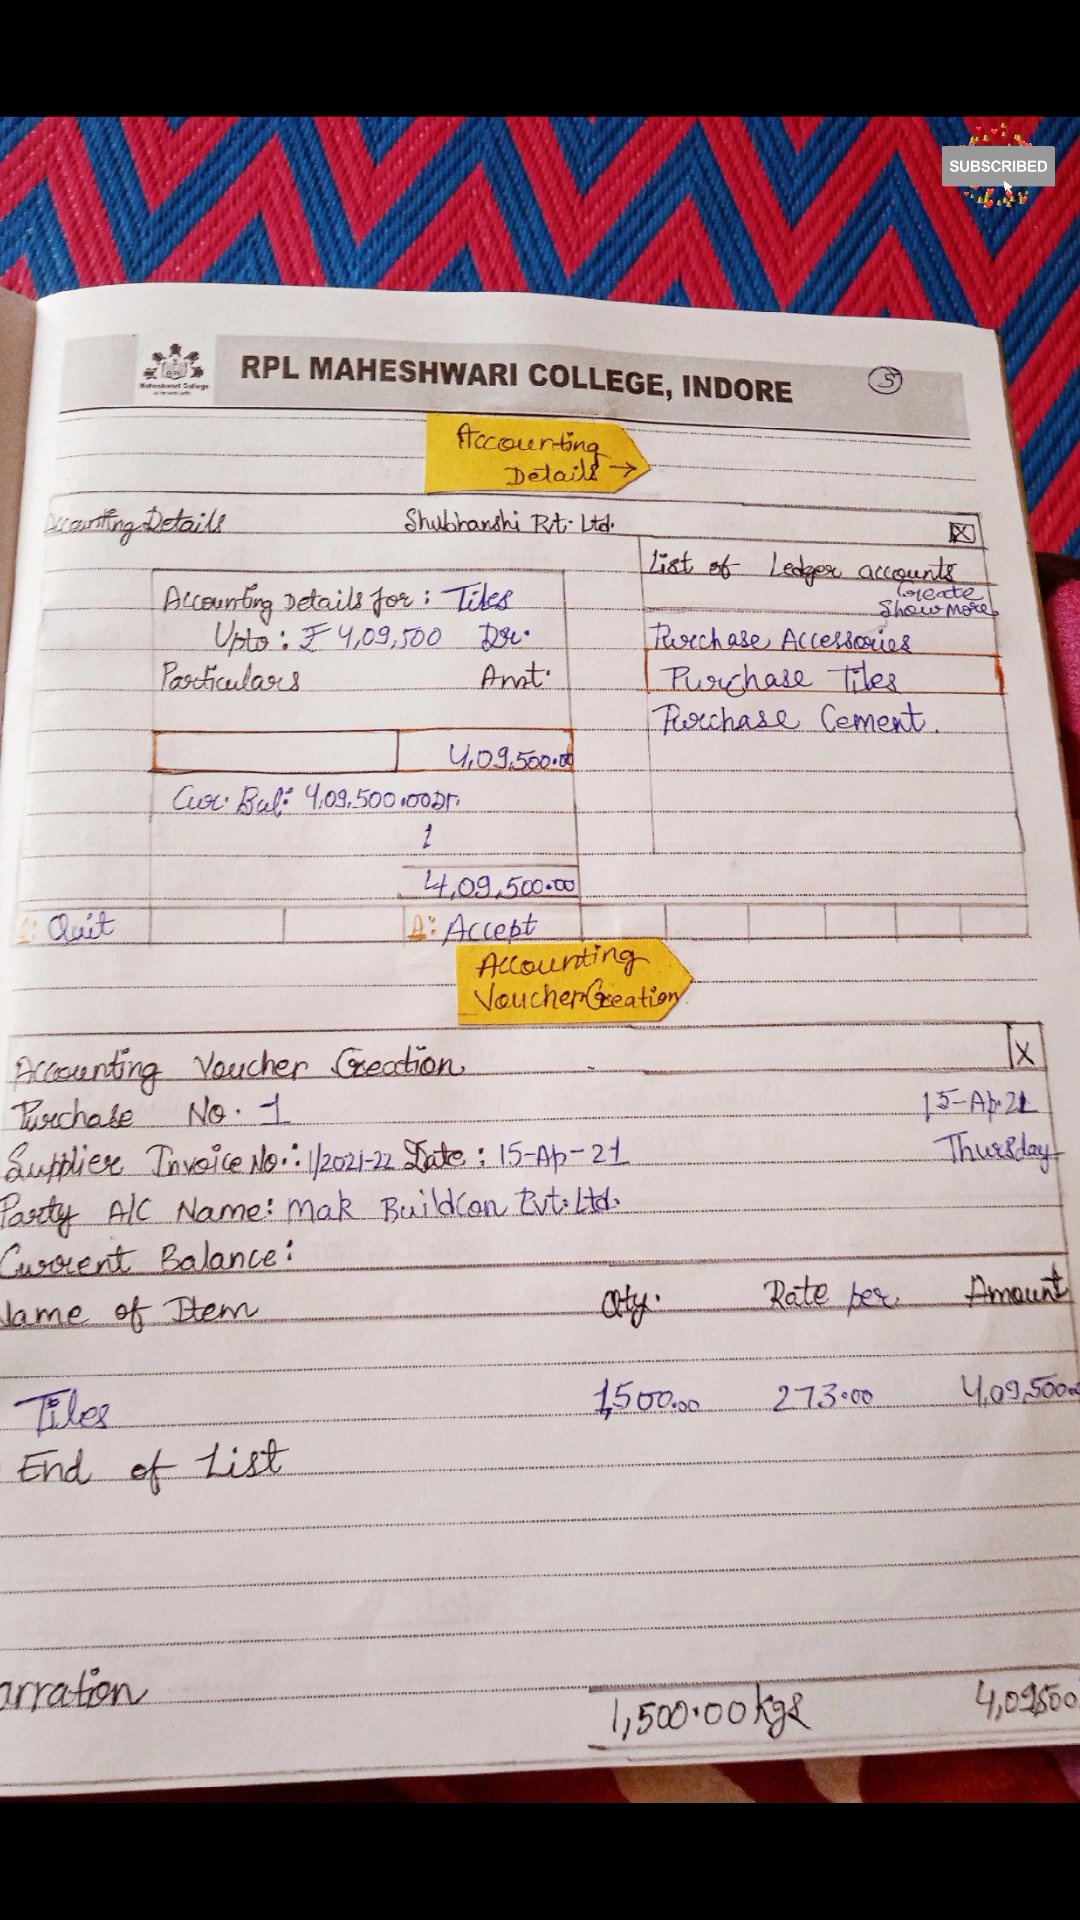 SUBSCRIBED
Maheshwari College
RPL MAHESHWARI COLLEGE, INDORE
5
Accounting
Details →
Accounting Details Shubhanshi Pvt. Ltd. X
List of Ledger accounts
Create
Show more
Accounting Details for : Tiles
Upto : ₹ 4,09,500 Dr.
Particulars Amt.
Purchase Accessories
Purchase Tiles
Purchase Cement.
4,09,500.00
Cur. Bal: 4,09,500.00Dr.
1
4,09,500.00
Quit A: Accept
Accounting
Voucher Creation
Accounting Voucher Creation X
Purchase No. 1 15-Ap-21
Supplier Invoice No.: 1/2021-22 Date : 15-Ap-21 Thursday
Party A/C Name: Mak BuildCon Pvt. Ltd.
Current Balance:
Name of Item Qty. Rate per. Amount
Tiles 1,500.00 273.00 4,09,500.
End of List
arration 1,500.00 kgs 4,09,500